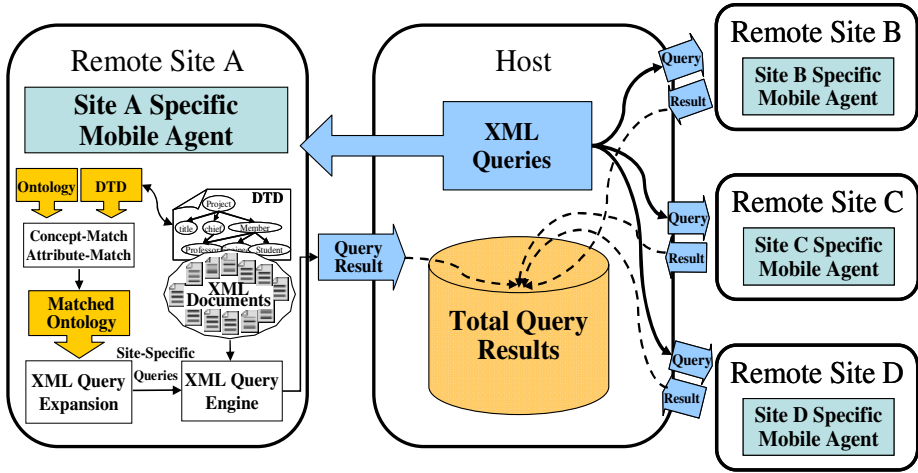 Remote Site A
Site A Specific
Mobile Agent
Ontology
DTD
DTD
Project
title
chief
Member
Professor
Student
Concept-Match
Attribute-Match
XML
Documents
Matched
Ontology
Site-Specific
Queries
XML Query
Expansion
XML Query
Engine
Query
Result
Host
XML
Queries
Total Query
Results
Query
Result
Remote Site B
Site B Specific
Mobile Agent
Query
Result
Remote Site C
Site C Specific
Mobile Agent
Query
Result
Remote Site D
Site D Specific
Mobile Agent